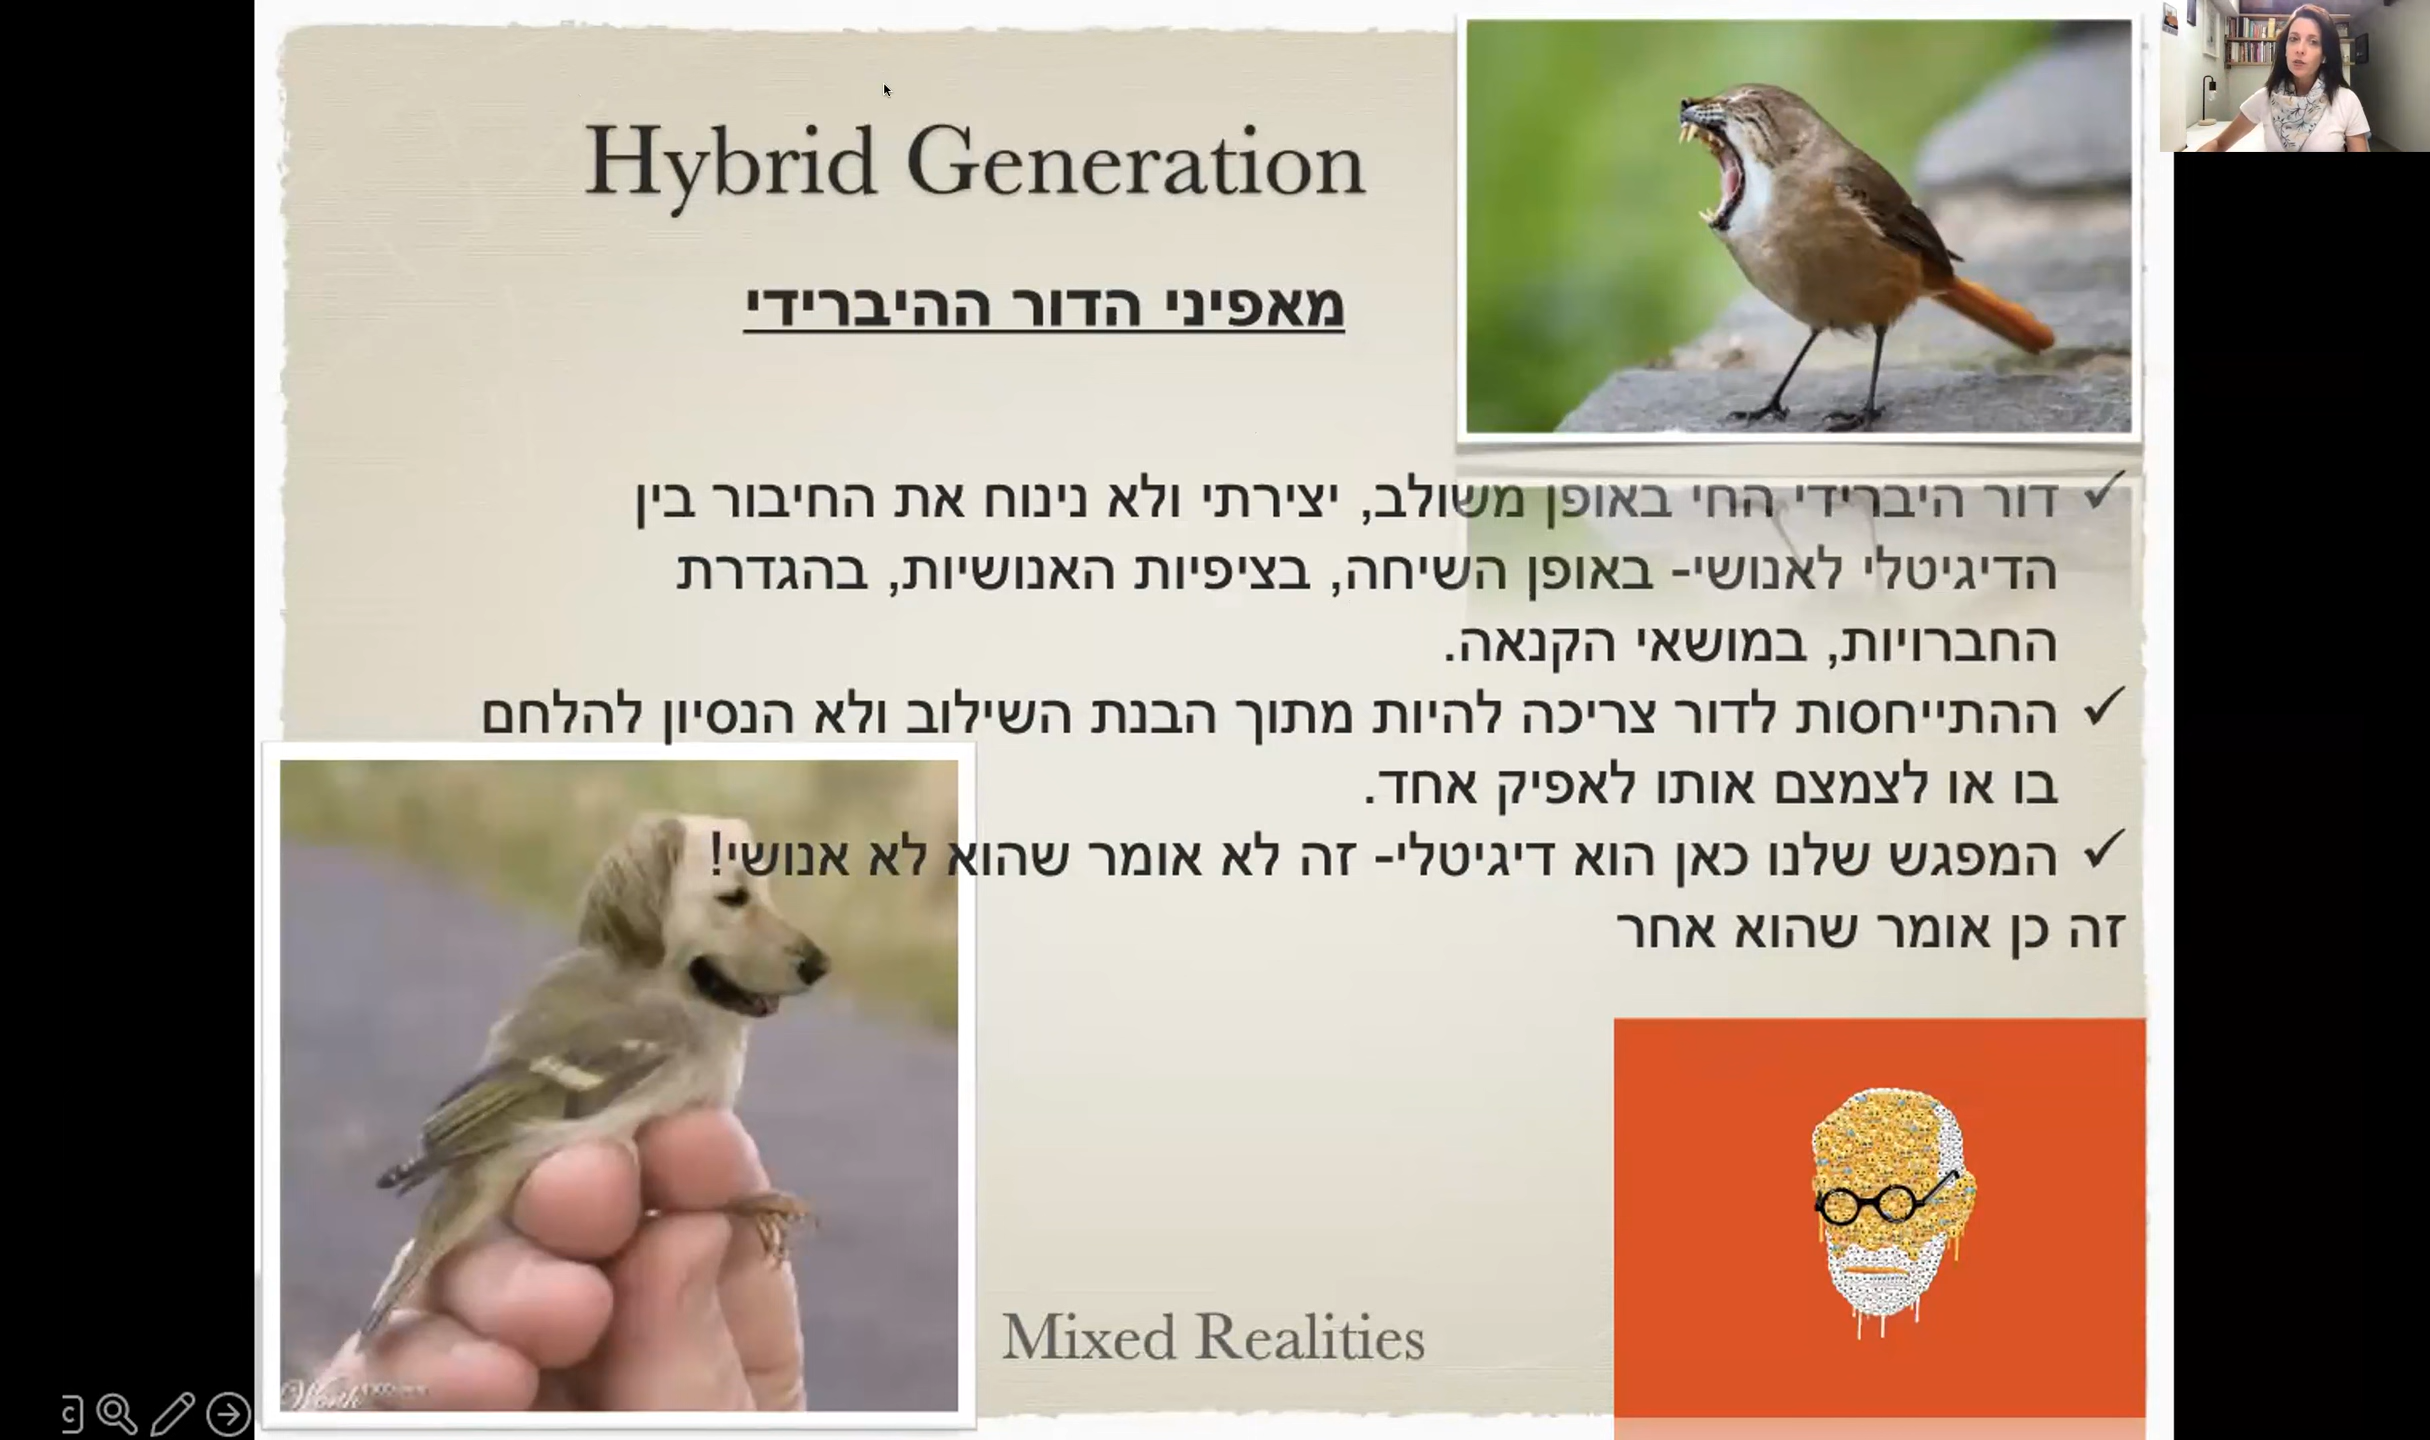 Hybrid Generation
מאפיני הדור ההיברידי
✓ דור היברידי החי באופן משולב, יצירתי ולא נינוח את החיבור בין
הדיגיטלי לאנושי- באופן השיחה, בציפיות האנושיות, בהגדרת
החברויות, במושאי הקנאה.
✓ ההתייחסות לדור צריכה להיות מתוך הבנת השילוב ולא הנסיון להלחם
בו או לצמצם אותו לאפיק אחד.
✓ המפגש שלנו כאן הוא דיגיטלי- זה לא אומר שהוא לא אנושי!
זה כן אומר שהוא אחר
Mixed Realities